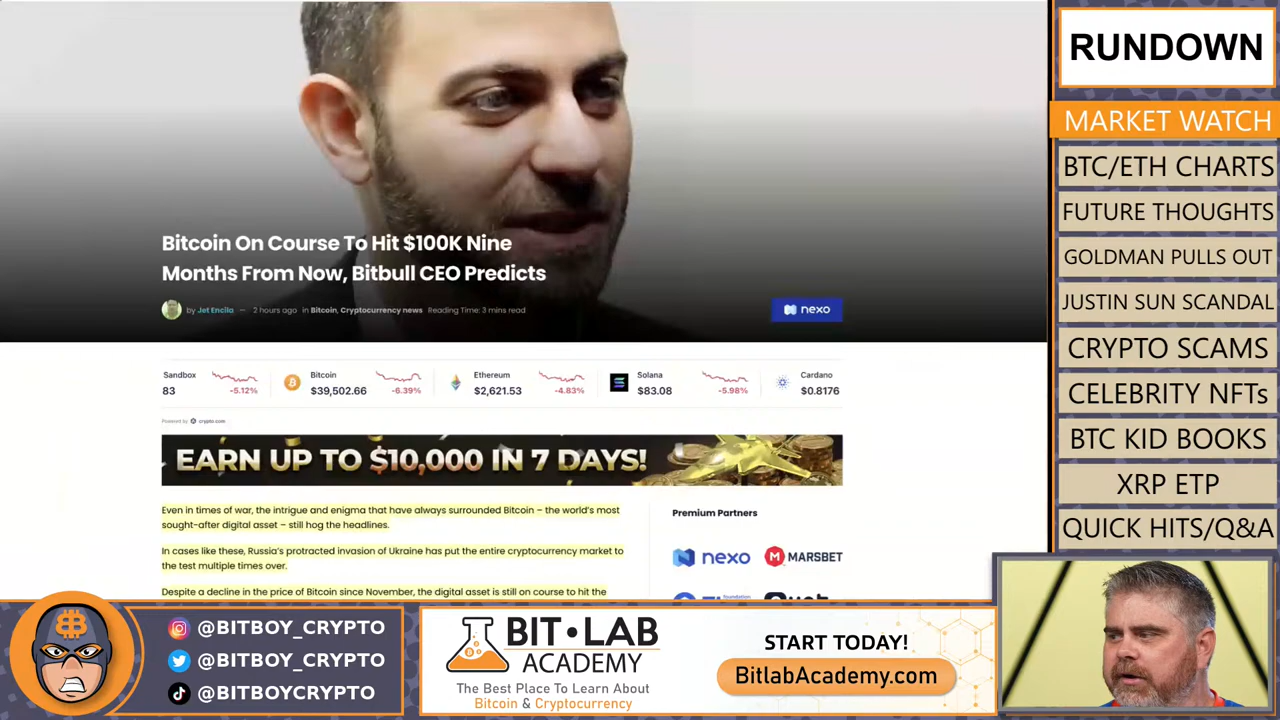 Bitcoin On Course To Hit $100K Nine
Months From Now, Bitbull CEO Predicts
by Jet Encila — 2 hours ago in Bitcoin, Cryptocurrency news Reading Time: 3 mins read
nexo
Sandbox
83 -5.12%
Bitcoin
$39,502.66 -6.39%
Ethereum
$2,621.53 -4.83%
Solana
$83.08 -5.98%
Cardano
$0.8176
Powered by crypto.com
EARN UP TO $10,000 IN 7 DAYS!
Even in times of war, the intrigue and enigma that have always surrounded Bitcoin – the world's most
sought-after digital asset – still hog the headlines.
In cases like these, Russia's protracted invasion of Ukraine has put the entire cryptocurrency market to
the test multiple times over.
Despite a decline in the price of Bitcoin since November, the digital asset is still on course to hit the
Premium Partners
nexo MARSBET
RUNDOWN
MARKET WATCH
BTC/ETH CHARTS
FUTURE THOUGHTS
GOLDMAN PULLS OUT
JUSTIN SUN SCANDAL
CRYPTO SCAMS
CELEBRITY NFTs
BTC KID BOOKS
XRP ETP
QUICK HITS/Q&A
@BITBOY_CRYPTO
@BITBOY_CRYPTO
@BITBOYCRYPTO
BIT•LAB
ACADEMY
The Best Place To Learn About
Bitcoin & Cryptocurrency
START TODAY!
BitlabAcademy.com